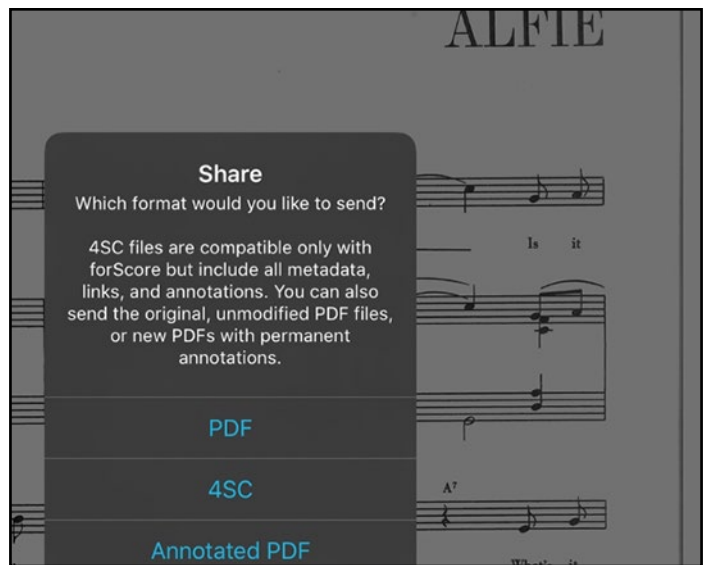 ALFIE
Share
Which format would you like to send?
4SC files are compatible only with
forScore but include all metadata,
links, and annotations. You can also
send the original, unmodified PDF files,
or new PDFs with permanent
annotations.
Is it
PDF
4SC
A7
Annotated PDF
What's it